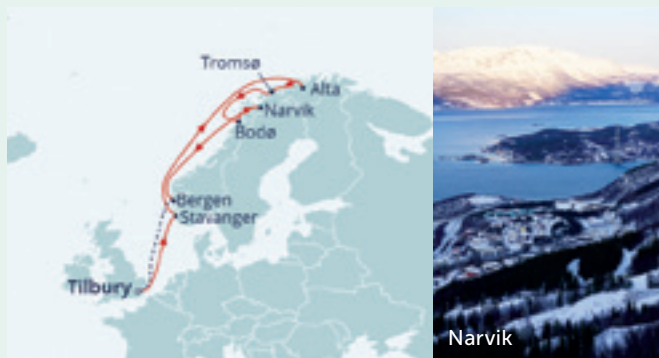 Tromsø
Alta
Narvik
Bodø
Bergen
Stavanger
Tilbury
Narvik